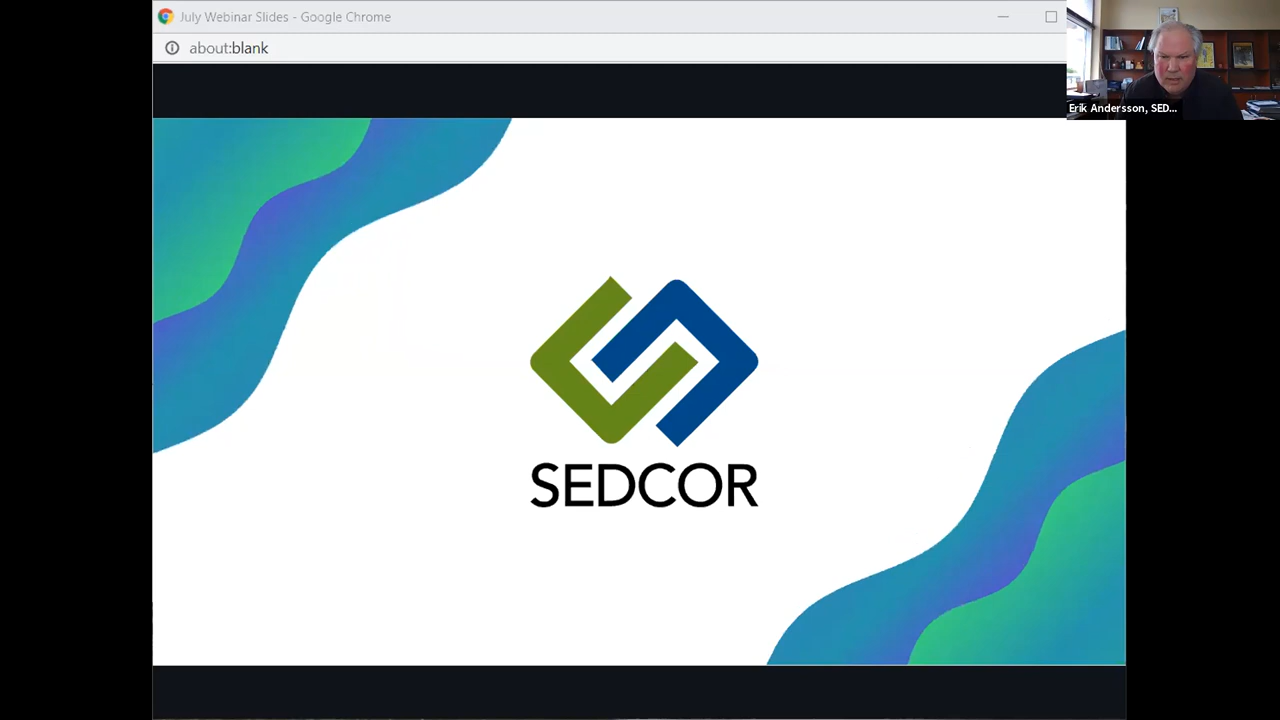 July Webinar Slides - Google Chrome
about:blank
Erik Andersson, SED...
SEDCOR